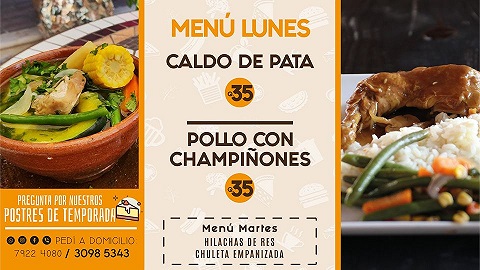 MENÚ LUNES
CALDO DE PATA
Q35
POLLO CON
CHAMPIÑONES
Q35
Menú Martes
HILACHAS DE RES
CHULETA EMPANIZADA
PREGUNTA POR NUESTROS
POSTRES DE TEMPORADA
PEDÍ A DOMICILIO
7922 4080 / 3098 5343